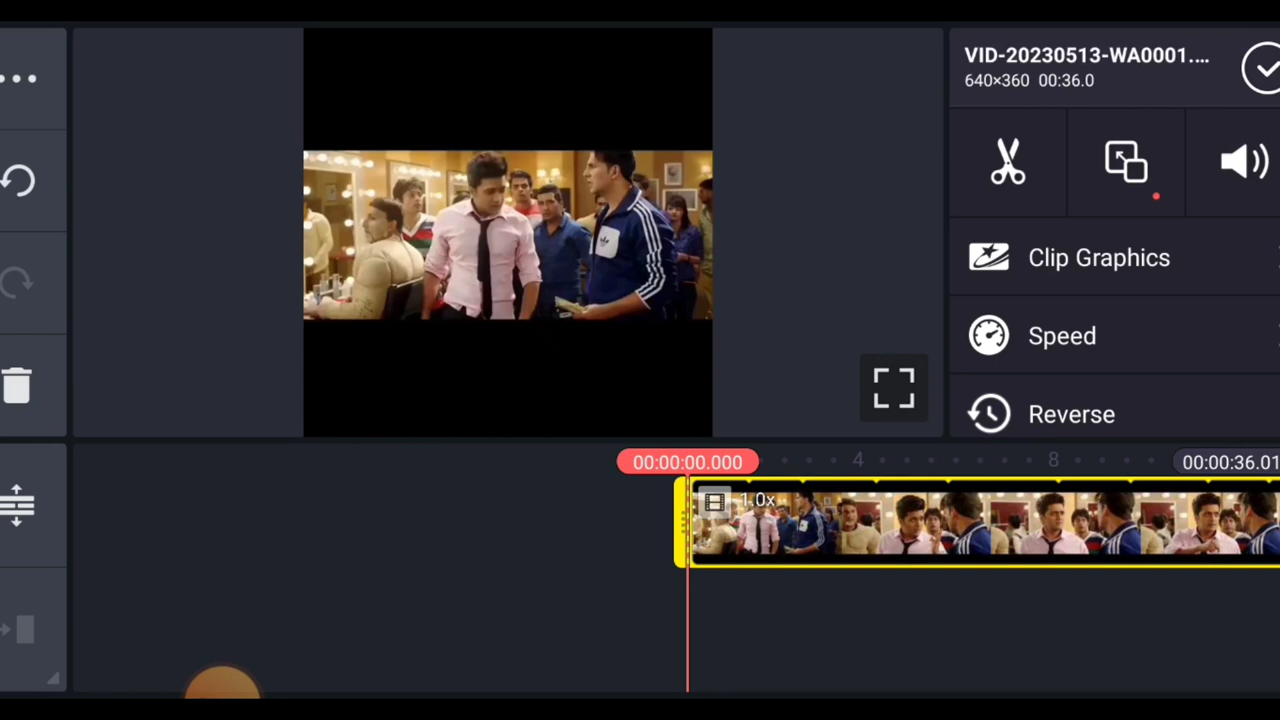 VID-20230513-WA0001....
640×360 00:36.0
Clip Graphics
Speed
Reverse
00:00:00.000
4
8
00:00:36.01
1.0x